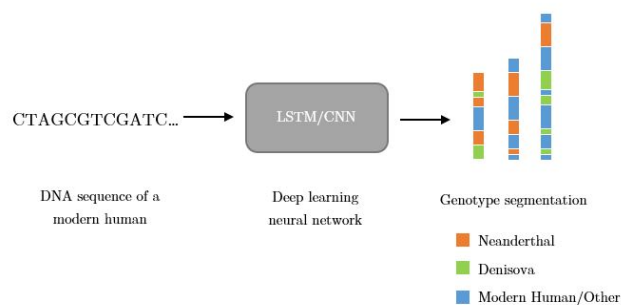 CTAGCGTCGATC...
LSTM/CNN
DNA sequence of a
modern human
Deep learning
neural network
Genotype segmentation
Neanderthal
Denisova
Modern Human/Other